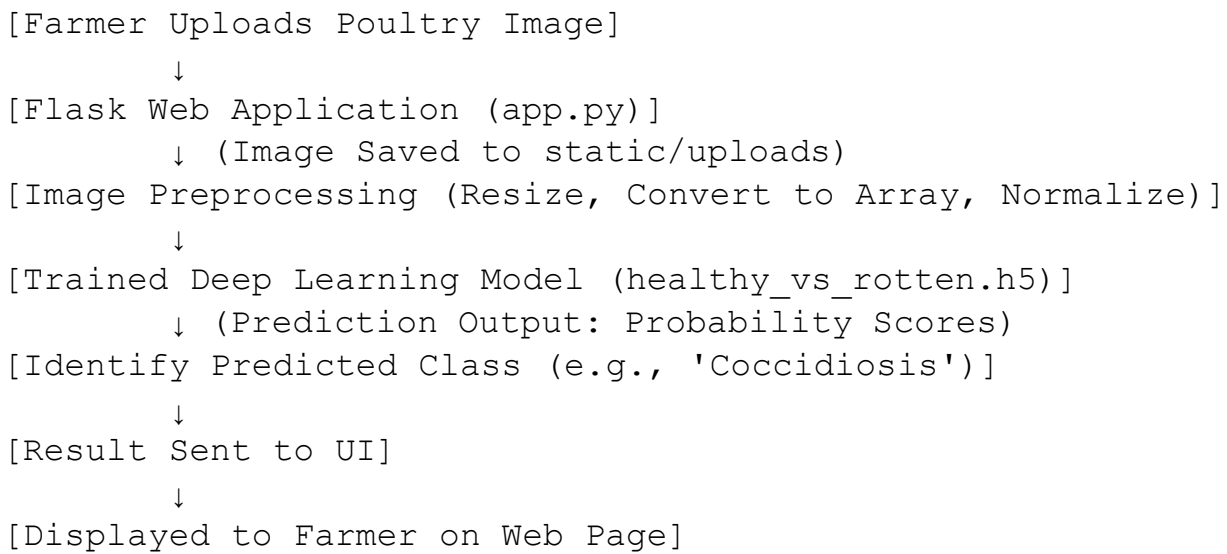 [Farmer Uploads Poultry Image]
↓
[Flask Web Application (app.py)]
↓ (Image Saved to static/uploads)
[Image Preprocessing (Resize, Convert to Array, Normalize)]
↓
[Trained Deep Learning Model (healthy_vs_rotten.h5)]
↓ (Prediction Output: Probability Scores)
[Identify Predicted Class (e.g., 'Coccidiosis')]
↓
[Result Sent to UI]
↓
[Displayed to Farmer on Web Page]